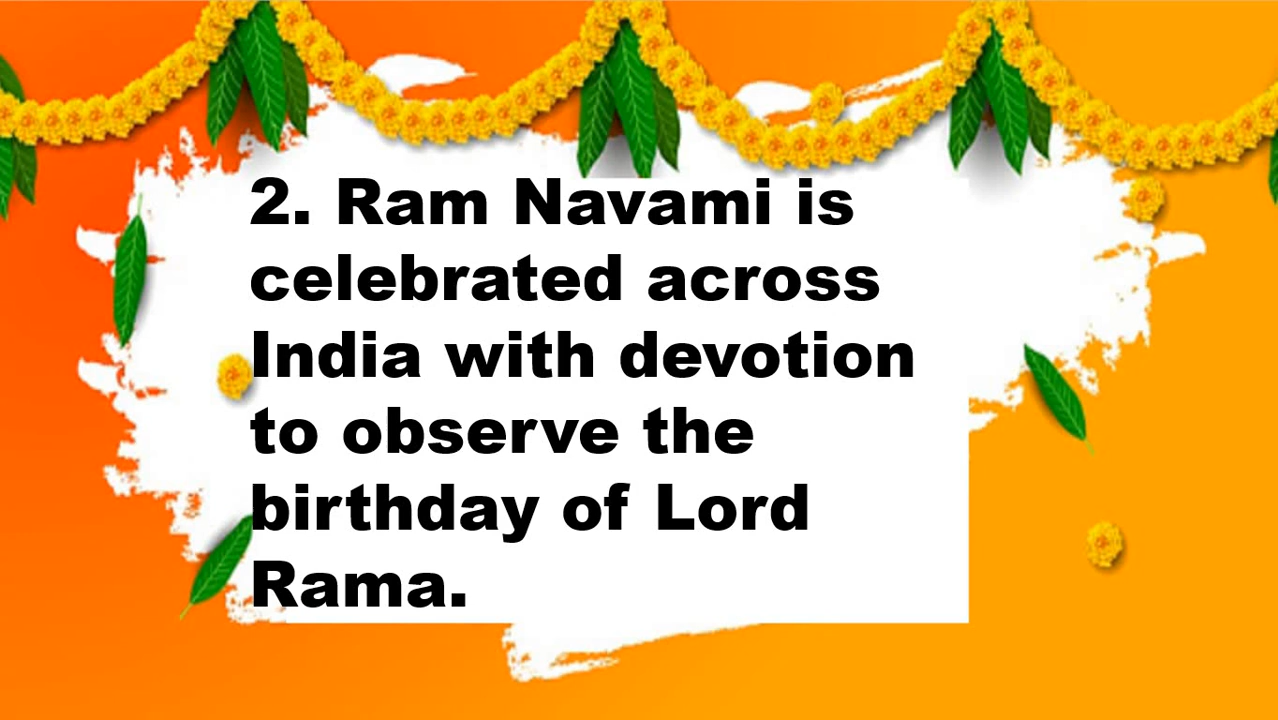 2. Ram Navami is
celebrated across
India with devotion
to observe the
birthday of Lord
Rama.